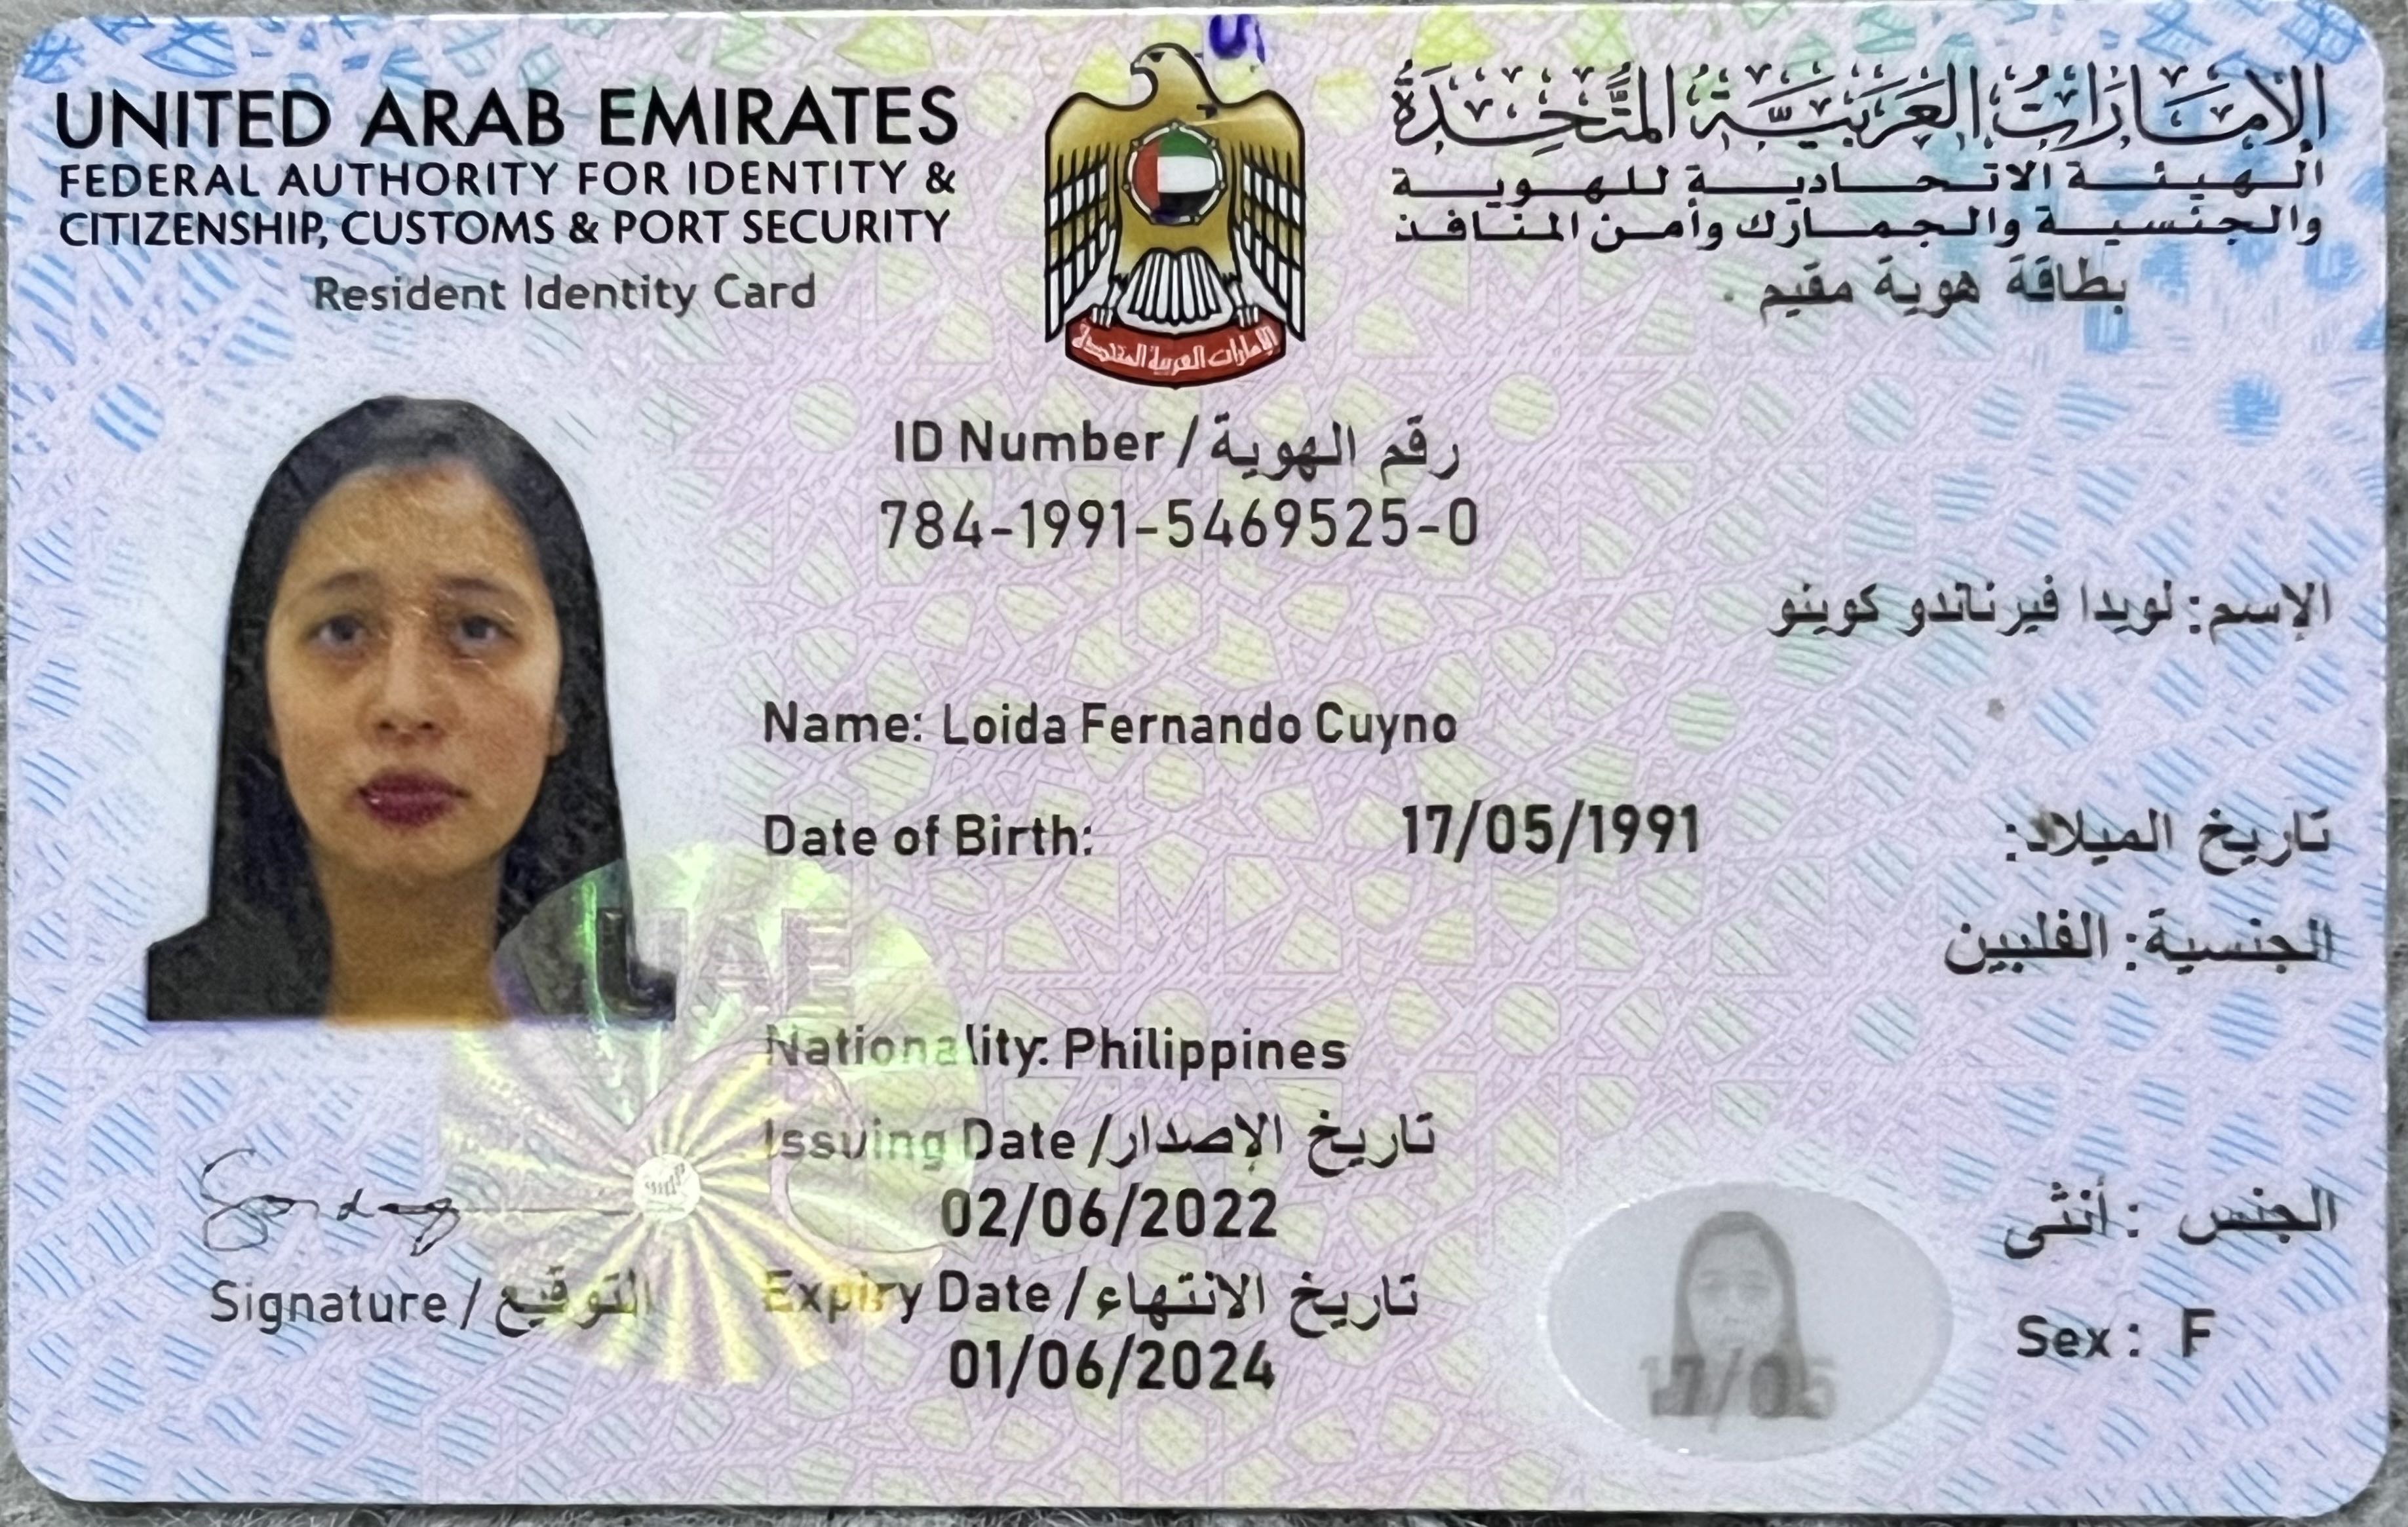 UNITED ARAB EMIRATES
FEDERAL AUTHORITY FOR IDENTITY &
CITIZENSHIP, CUSTOMS & PORT SECURITY
Resident Identity Card
الإمارات العربية المتحدة
الهيئة الاتحادية للهوية
والجنسية والجمارك وأمن المنافذ
بطاقة هوية مقيم
الإمارات العربية المتحدة
ID Number / رقم الهوية
784-1991-5469525-0
الإسم: لويدا فيرناندو كوينو
Name: Loida Fernando Cuyno
Date of Birth: 17/05/1991 تاريخ الميلاد:
الجنسية: الفلبين
UAE
Nationality: Philippines
Issuing Date / تاريخ الإصدار
02/06/2022
Expiry Date / تاريخ الانتهاء
01/06/2024
Signature / التوقيع
الجنس : أنثى
Sex : F
17/05